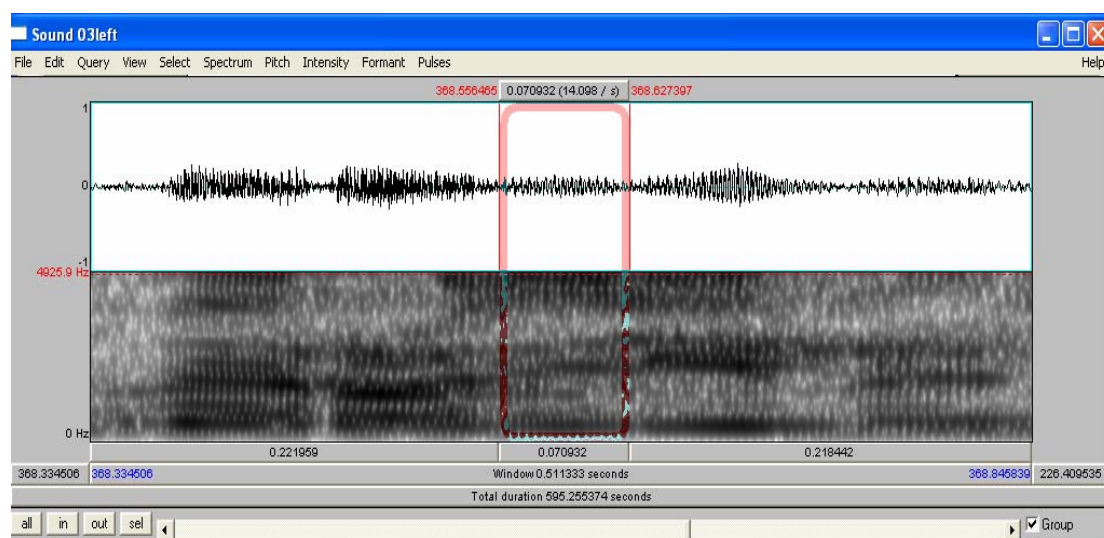 Sound 03left
File Edit Query View Select Spectrum Pitch Intensity Formant Pulses Help
368.556465 0.070932 (14.098 / s) 368.627397
1
0
-1
4925.9 Hz
0 Hz
0.221959 0.070932 0.218442
368.334506 368.334506 Window 0.511333 seconds 368.845839 226.409535
Total duration 595.255374 seconds
all in out sel Group